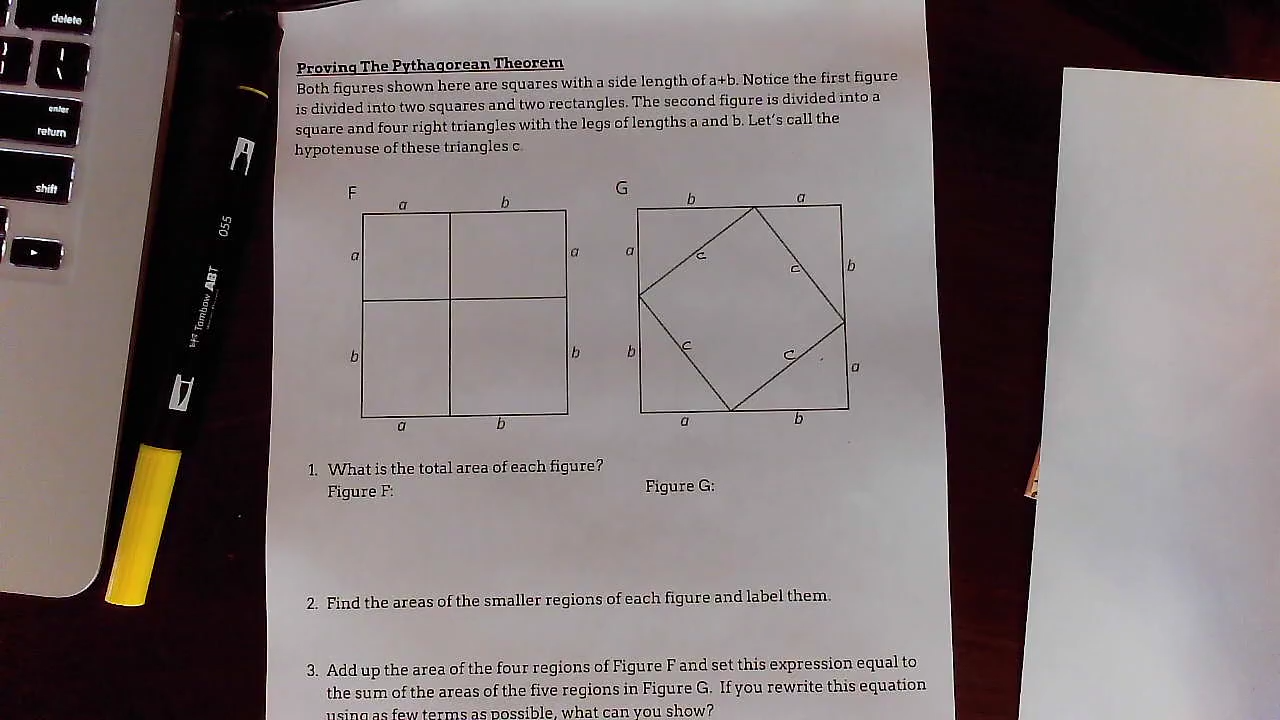 delete
enter
return
shift
055
Tombow ABT
Proving The Pythagorean Theorem
Both figures shown here are squares with a side length of a+b. Notice the first figure
is divided into two squares and two rectangles. The second figure is divided into a
square and four right triangles with the legs of lengths a and b. Let's call the
hypotenuse of these triangles c.
F
a b
a a
b b
a b
G
b a
a c c b
b c c a
a b
1. What is the total area of each figure?
Figure F: Figure G:
2. Find the areas of the smaller regions of each figure and label them.
3. Add up the area of the four regions of Figure F and set this expression equal to
the sum of the areas of the five regions in Figure G. If you rewrite this equation
using as few terms as possible, what can you show?